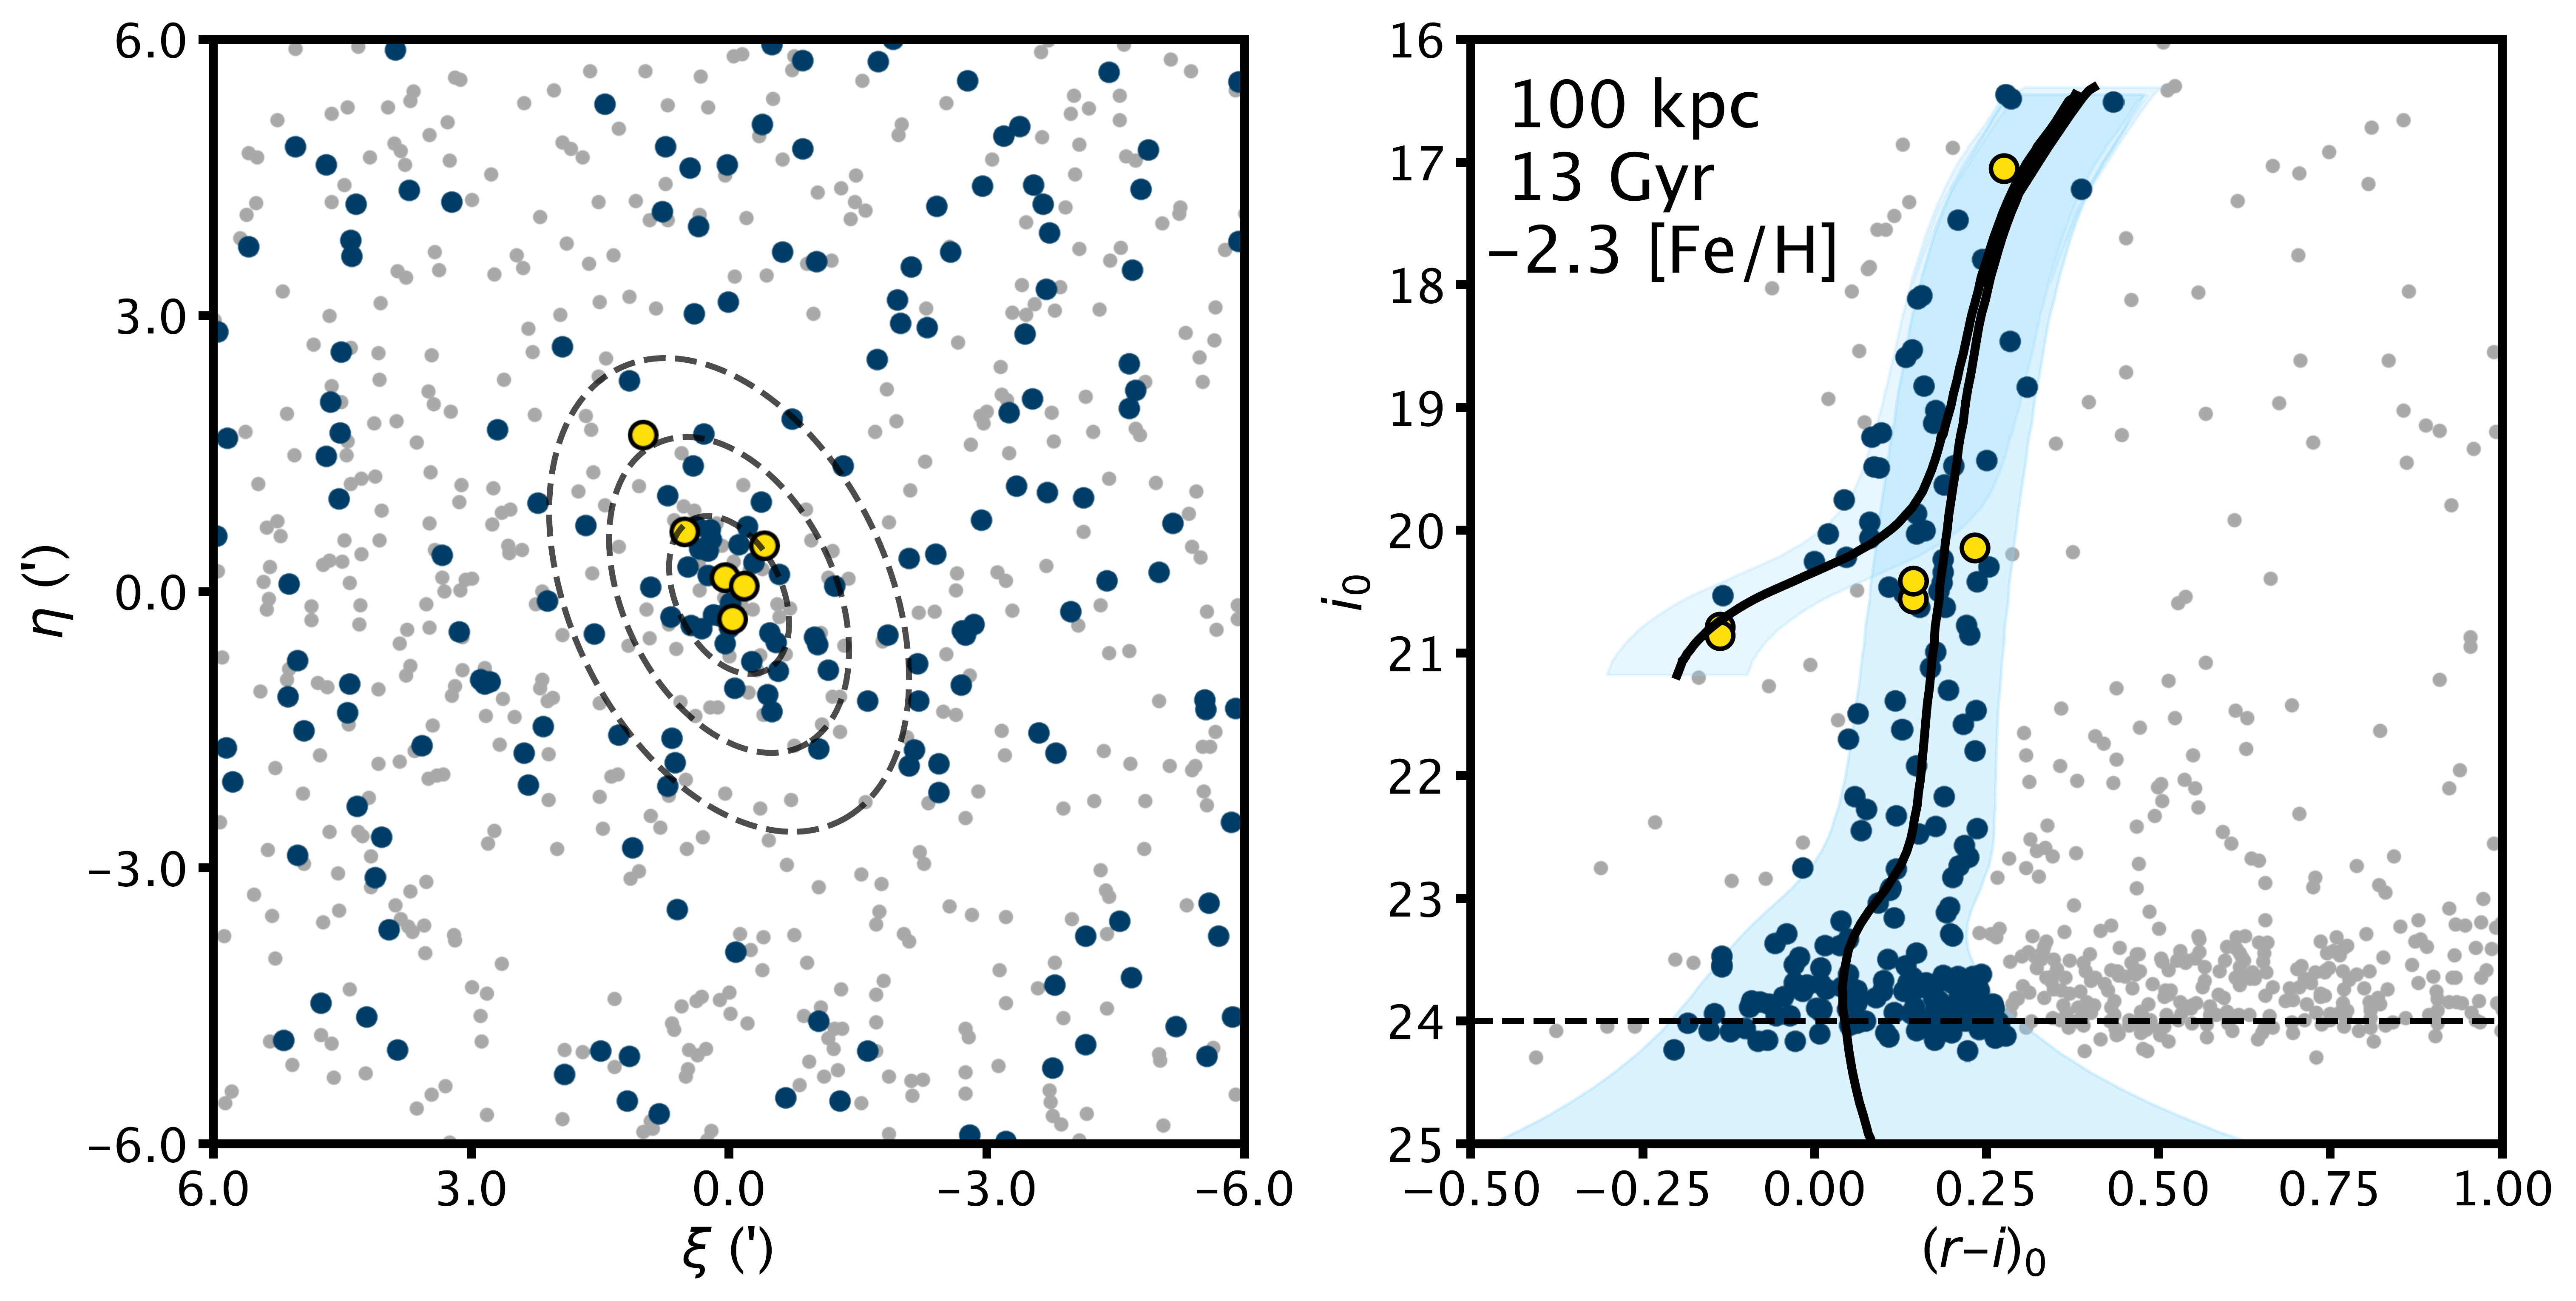 6.0
3.0
0.0
–3.0
–6.0
η (')
6.0 3.0 0.0 –3.0 –6.0
ξ (')
100 kpc
13 Gyr
–2.3 [Fe/H]
16
17
18
19
20
21
22
23
24
25
i₀
–0.50 –0.25 0.00 0.25 0.50 0.75 1.00
(r–i)₀